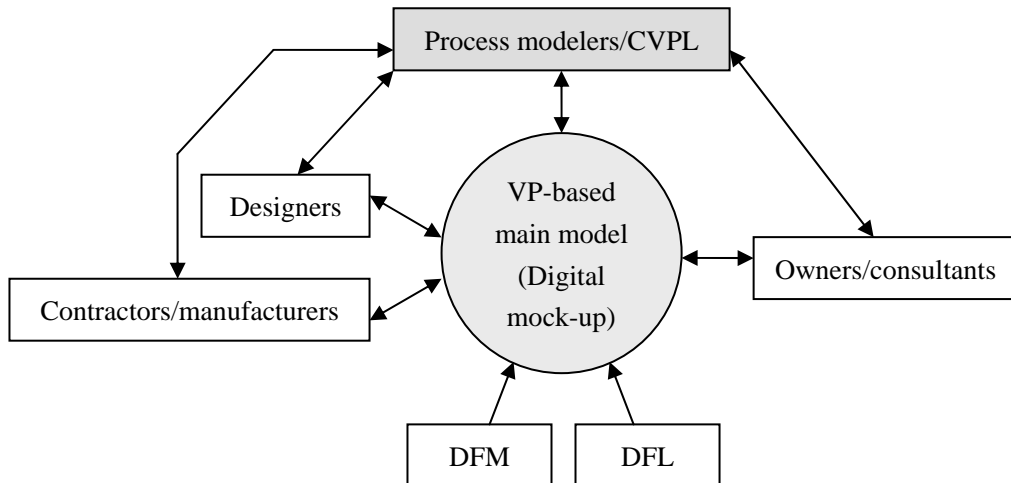 Process modelers/CVPL
VP-based
main model
(Digital
mock-up)
Designers
Owners/consultants
Contractors/manufacturers
DFM
DFL